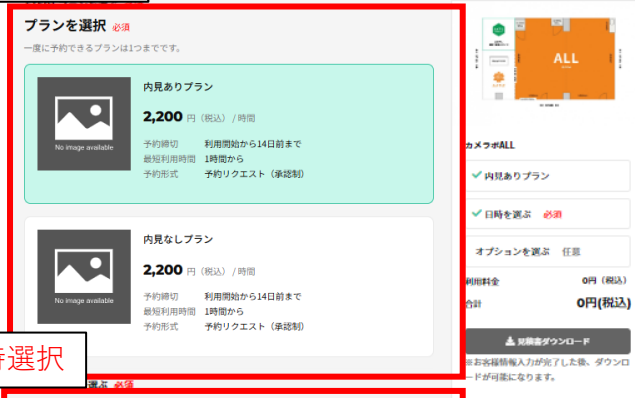 プランを選択 必須
一度に予約できるプランは1つまでです。
No image available
内見ありプラン
2,200 円（税込）/ 時間
予約締切 利用開始から14日前まで
最短利用時間 1時間から
予約形式 予約リクエスト（承認制）
No image available
内見なしプラン
2,200 円（税込）/ 時間
予約締切 利用開始から14日前まで
最短利用時間 1時間から
予約形式 予約リクエスト（承認制）
選択
選ぶ 必須
ALL
カメラボALL
内見ありプラン
日時を選ぶ 必須
オプションを選ぶ 任意
利用料金 0円（税込）
合計 0円(税込)
見積書ダウンロード
※お客様情報入力が完了した後、ダウンロ
ードが可能になります。